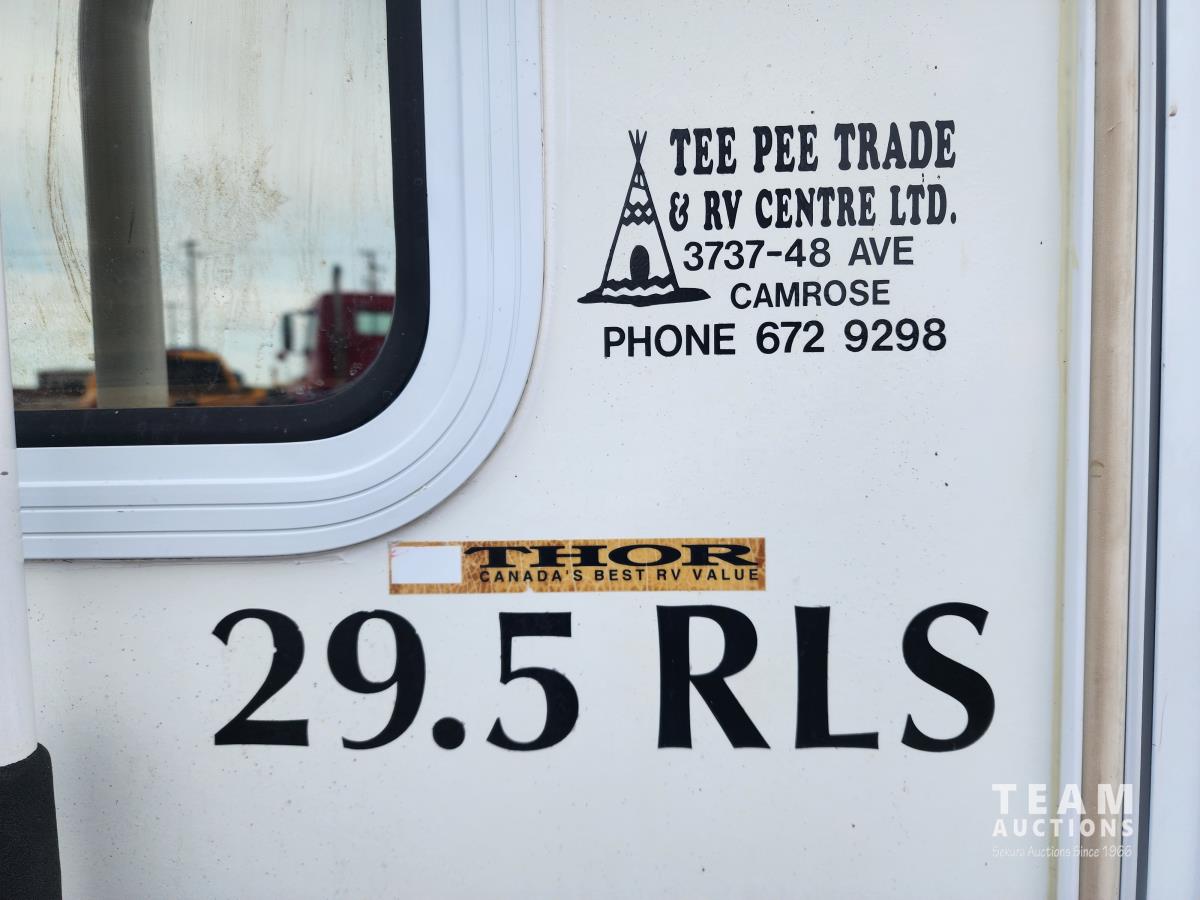 TEE PEE TRADE
& RV CENTRE LTD.
3737-48 AVE
CAMROSE
PHONE 672 9298
THOR
CANADA'S BEST RV VALUE
29.5 RLS
TEAM
AUCTIONS
Sekura Auctions Since 1966